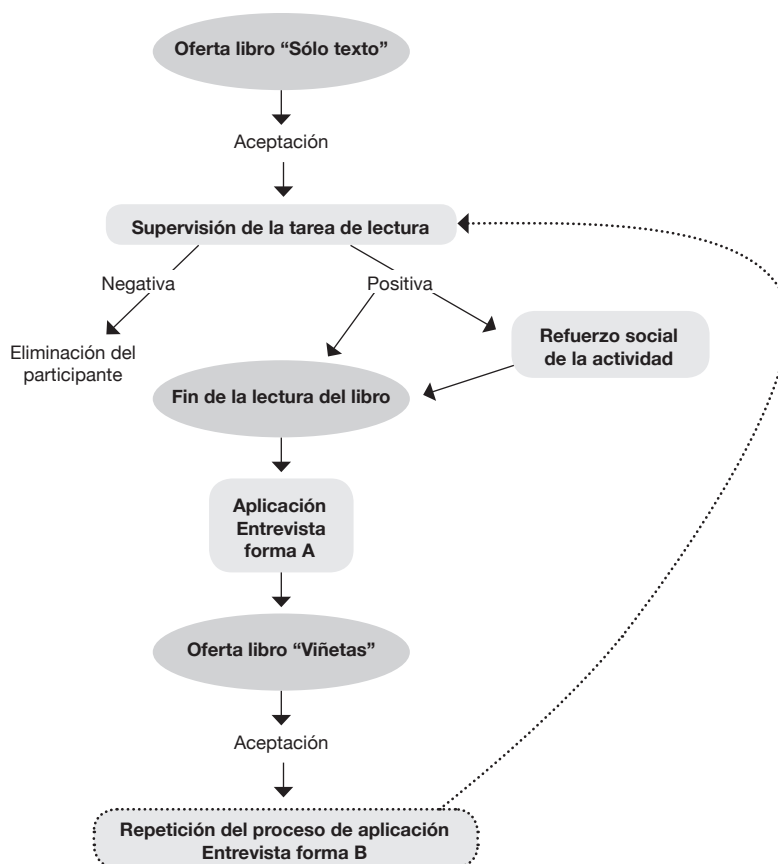 Oferta libro “Sólo texto”
Aceptación
Supervisión de la tarea de lectura
Negativa
Positiva
Eliminación del
participante
Refuerzo social
de la actividad
Fin de la lectura del libro
Aplicación
Entrevista
forma A
Oferta libro “Viñetas”
Aceptación
Repetición del proceso de aplicación
Entrevista forma B